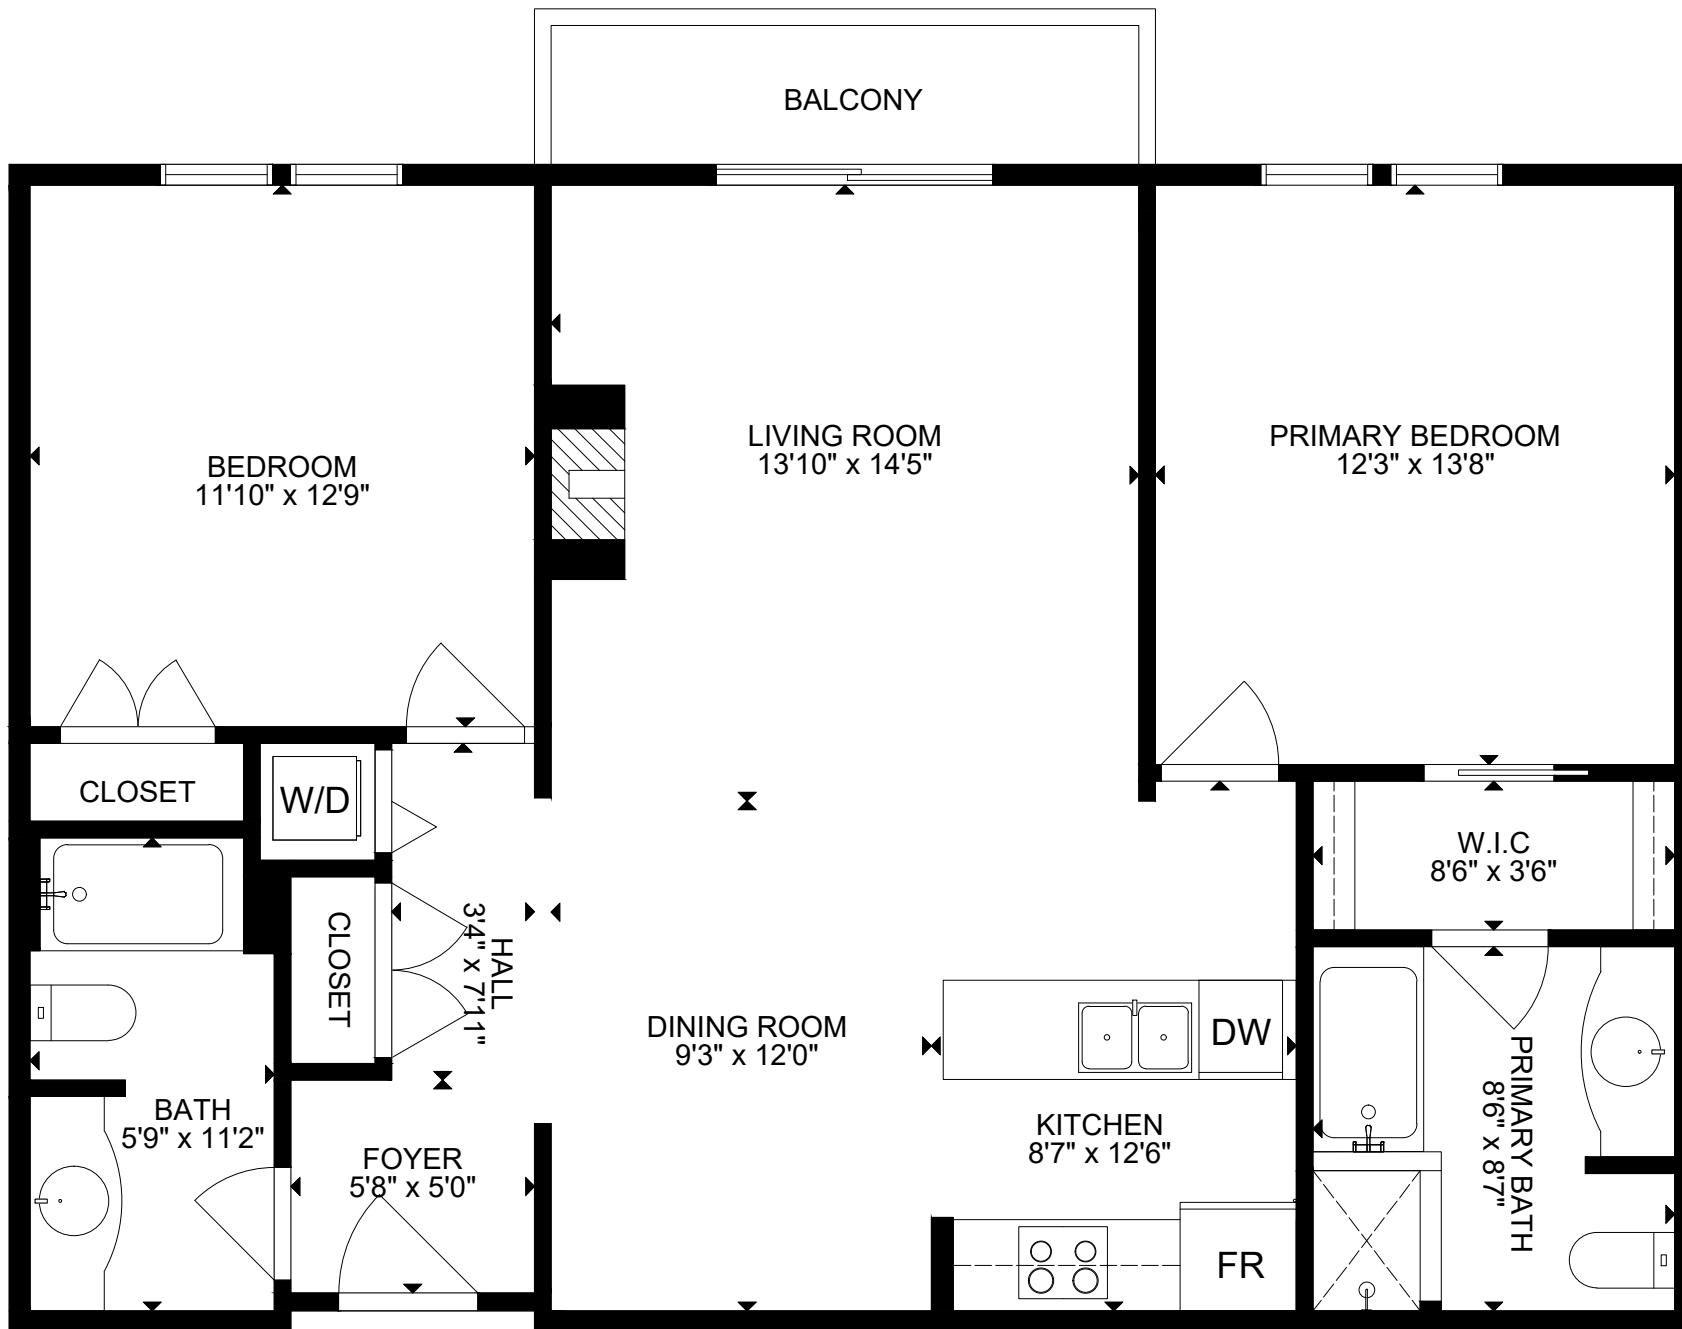 BALCONY
LIVING ROOM
13'10" x 14'5"
PRIMARY BEDROOM
12'3" x 13'8"
BEDROOM
11'10" x 12'9"
CLOSET
W/D
W.I.C
8'6" x 3'6"
CLOSET
HALL
3'4" x 7'11"
DINING ROOM
9'3" x 12'0"
DW
KITCHEN
8'7" x 12'6"
PRIMARY BATH
8'6" x 8'7"
BATH
5'9" x 11'2"
FOYER
5'8" x 5'0"
FR